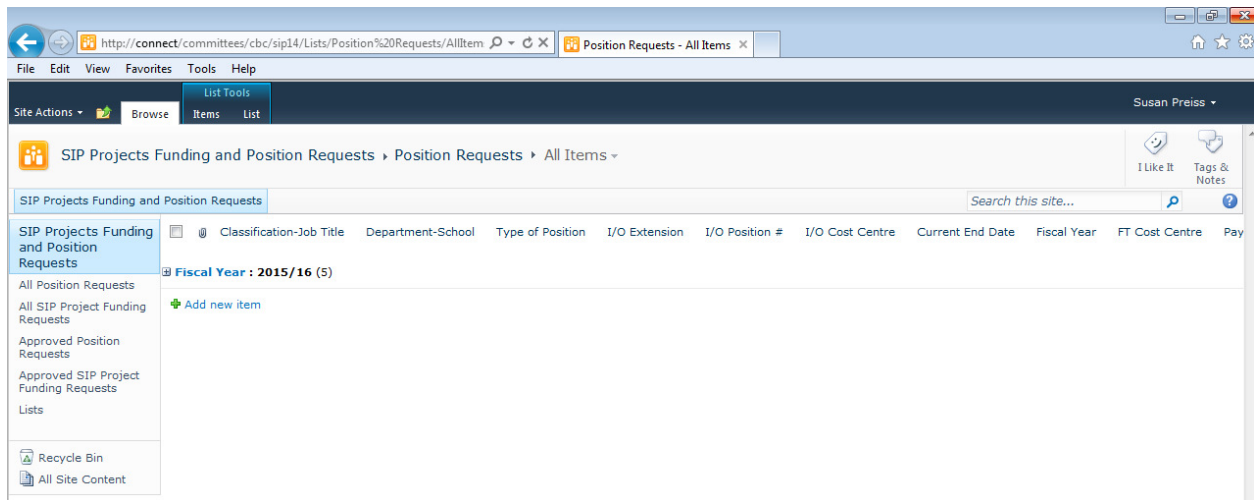 http://connect/committees/cbc/sip14/Lists/Position%20Requests/AllItem
Position Requests - All Items
File Edit View Favorites Tools Help
List Tools
Site Actions Browse Items List
Susan Preiss
SIP Projects Funding and Position Requests Position Requests All Items
I Like It
Tags &
Notes
SIP Projects Funding and Position Requests
Search this site...
SIP Projects Funding
and Position
Requests
Classification-Job Title Department-School Type of Position I/O Extension I/O Position # I/O Cost Centre Current End Date Fiscal Year FT Cost Centre Pay
Fiscal Year : 2015/16 (5)
Add new item
All Position Requests
All SIP Project Funding
Requests
Approved Position
Requests
Approved SIP Project
Funding Requests
Lists
Recycle Bin
All Site Content